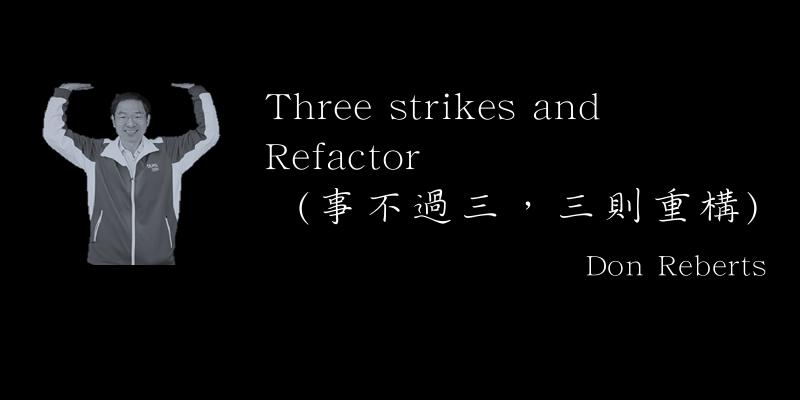 Three strikes and
Refactor
(事不過三，三則重構)
Don Reberts